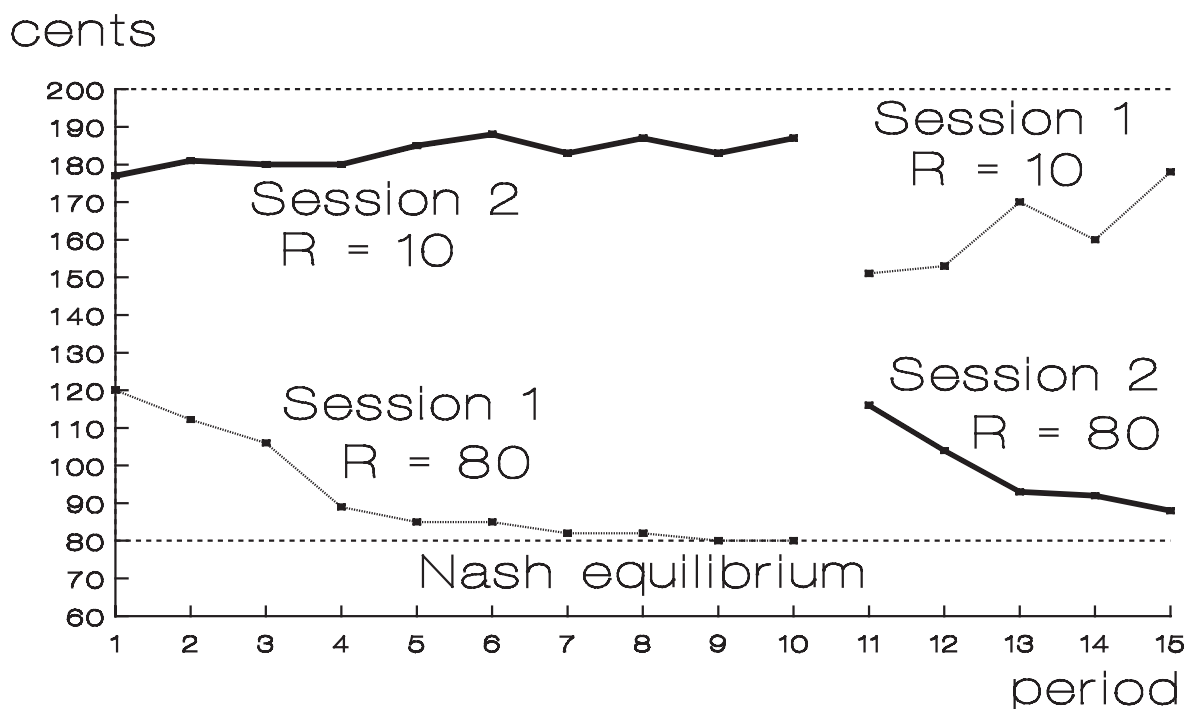 cents
200
190
180
170
160
150
140
130
120
110
100
90
80
70
60
Session 1
R = 10
Session 2
R = 10
Session 2
R = 80
Session 1
R = 80
Nash equilibrium
1 2 3 4 5 6 7 8 9 10 11 12 13 14 15
period